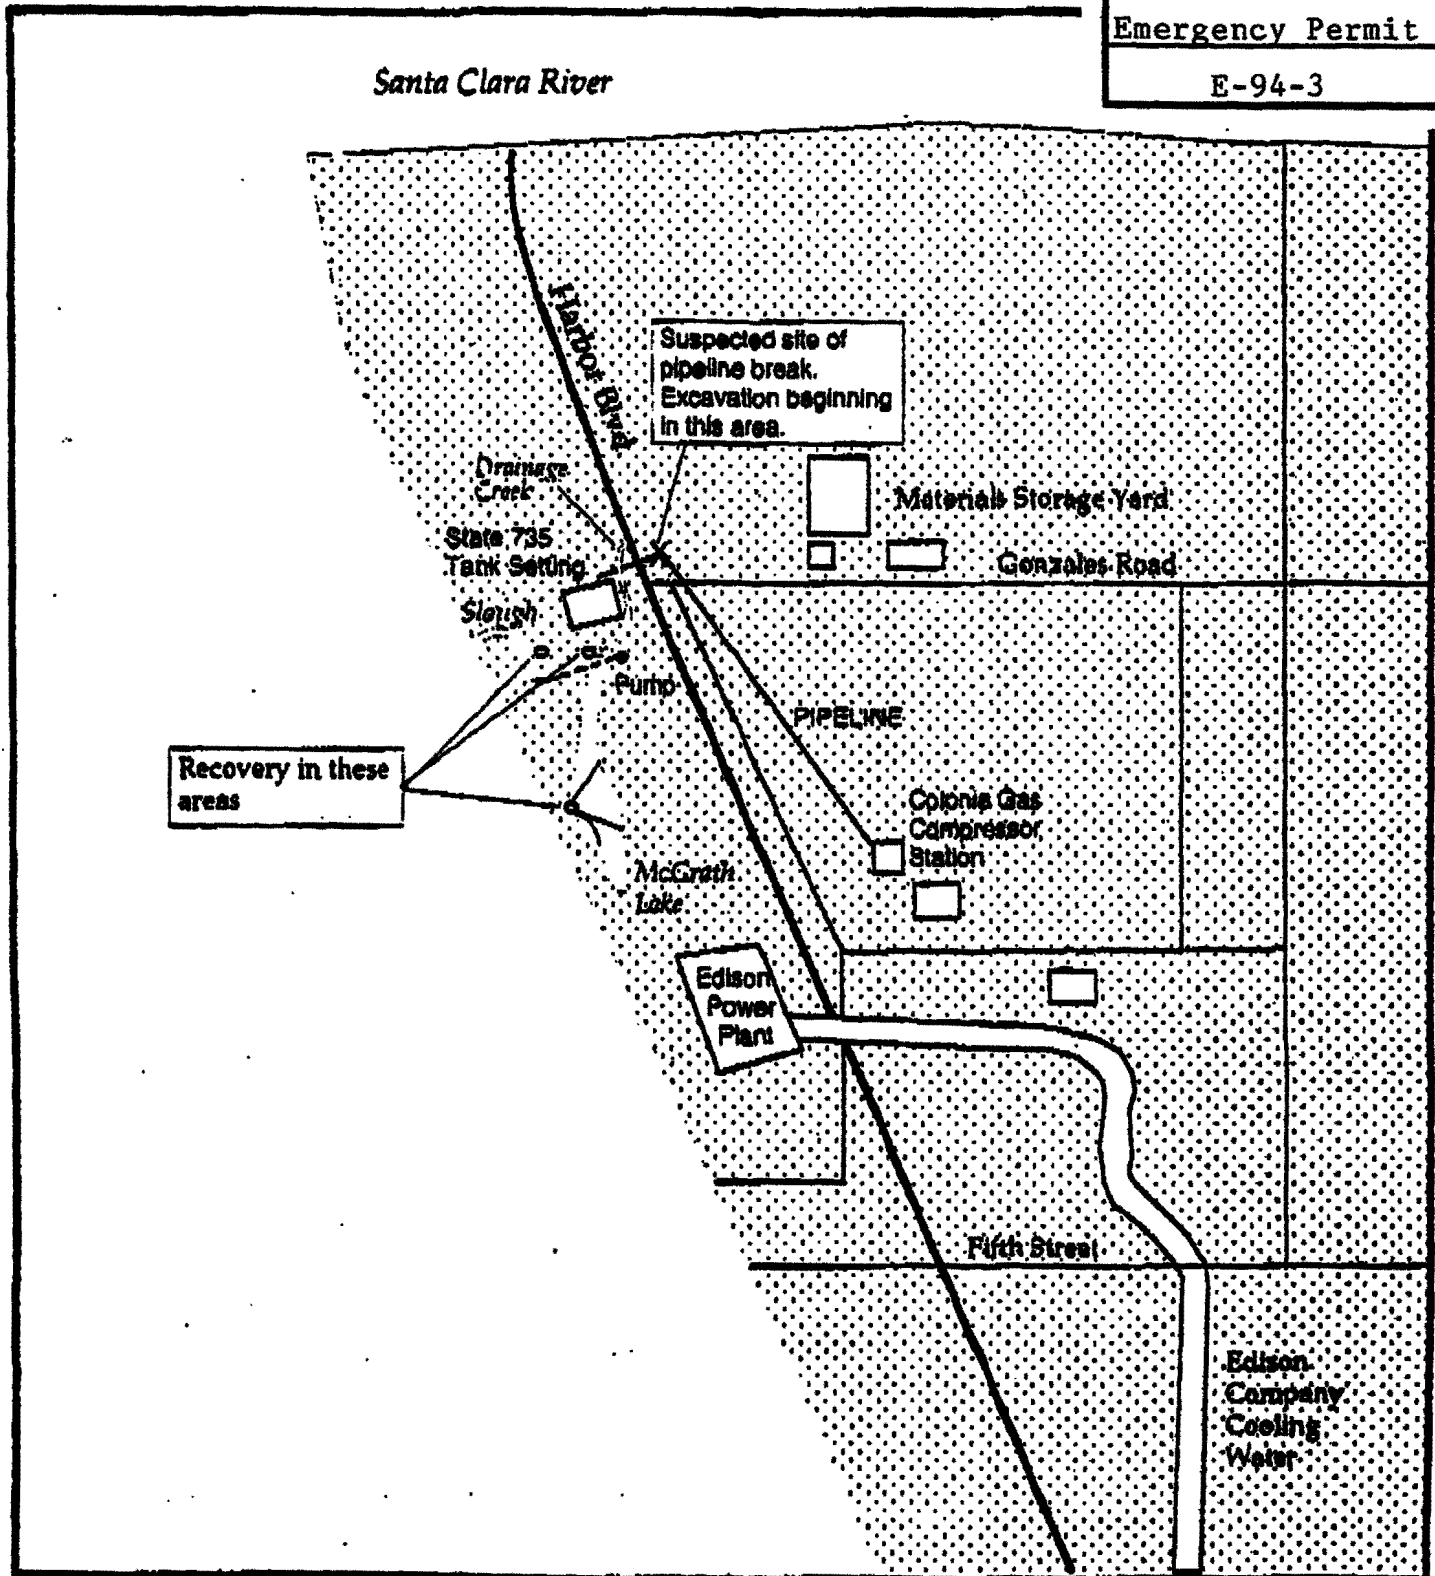 Emergency Permit
E-94-3
Santa Clara River
Harbor Blvd
Suspected site of
pipeline break.
Excavation beginning
in this area.
Drainage
Creek
Materials Storage Yard
State 735
Tank Setting
Gonzales Road
Slough
Pump
PIPELINE
Recovery in these
areas
Colonia Gas
Compressor
Station
McGrath
Lake
Edison
Power
Plant
Fifth Street
Edison
Company
Cooling
Water